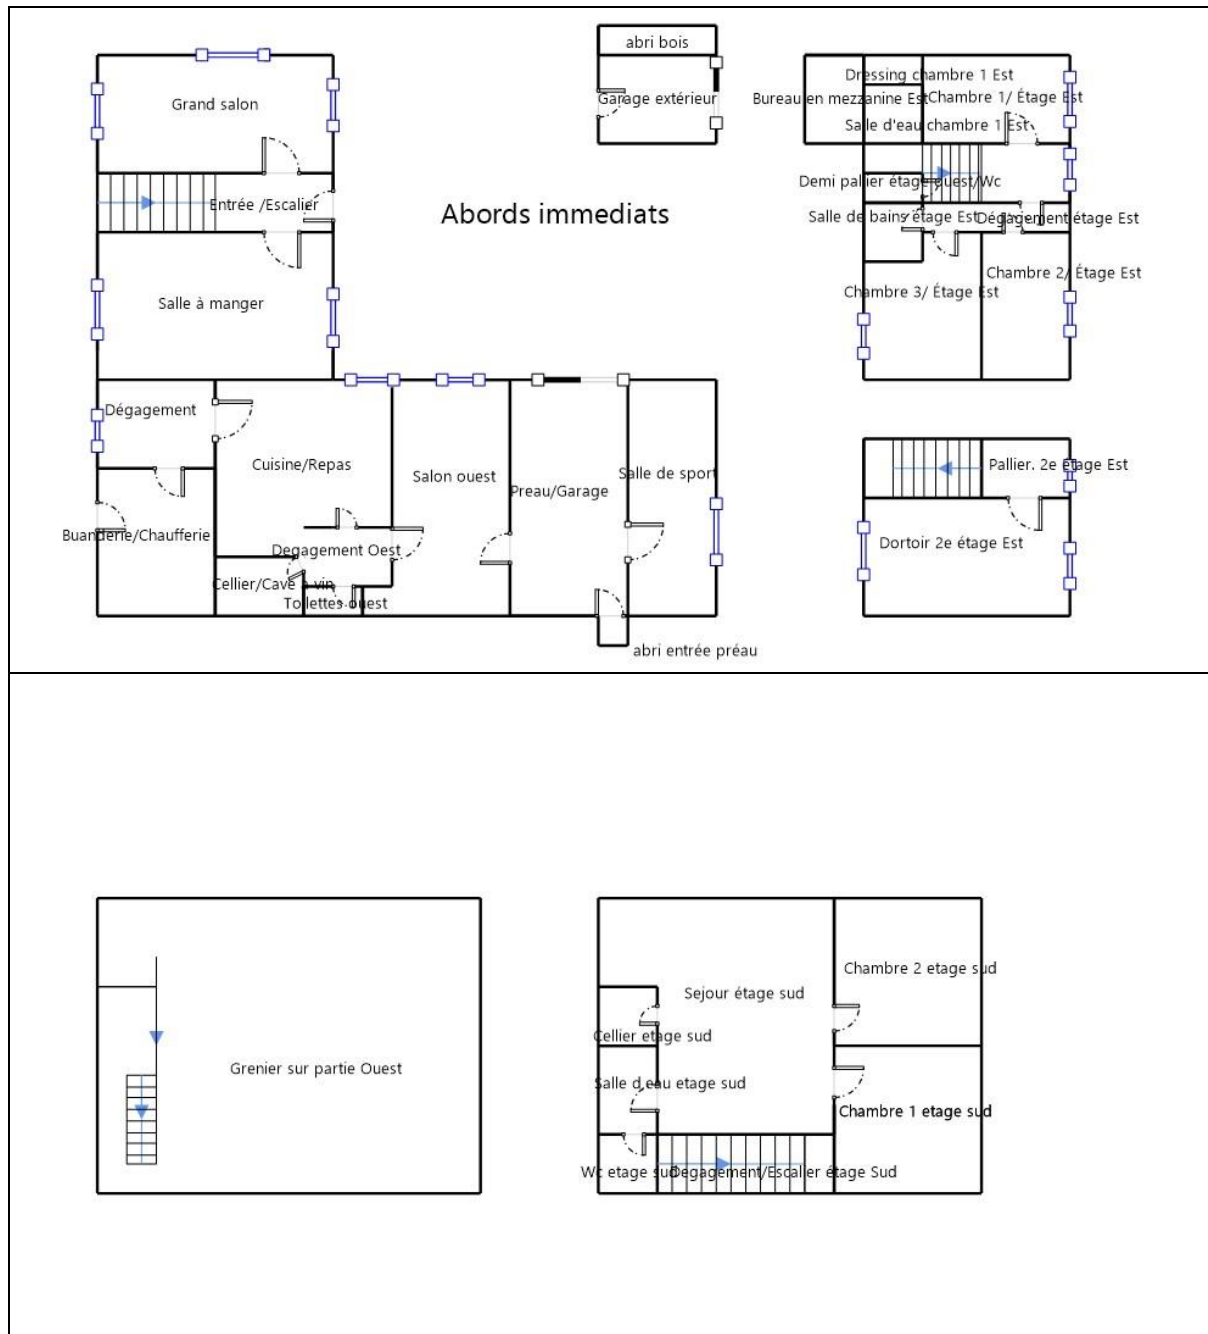 abri bois
Dressing chambre 1 Est
Grand salon
Garage extérieur
Bureau en mezzanine Est
Chambre 1/ Étage Est
Salle d'eau chambre 1 Est
Demi pallier étage ouest/Wc
Entrée /Escalier
Abords immediats
Salle de bains étage Est
Dégagement étage Est
Chambre 2/ Étage Est
Salle à manger
Chambre 3/ Étage Est
Dégagement
Cuisine/Repas
Salon ouest
Salle de sport
Pallier. 2e étage Est
Preau/Garage
Buanderie/Chaufferie
Degagement Oest
Dortoir 2e étage Est
Cellier/Cave à vin
Toilettes ouest
abri entrée préau
Chambre 2 etage sud
Sejour étage sud
Cellier etage sud
Grenier sur partie Ouest
Salle d eau etage sud
Chambre 1 etage sud
Wc etage sud
Degagement/Escalier étage Sud